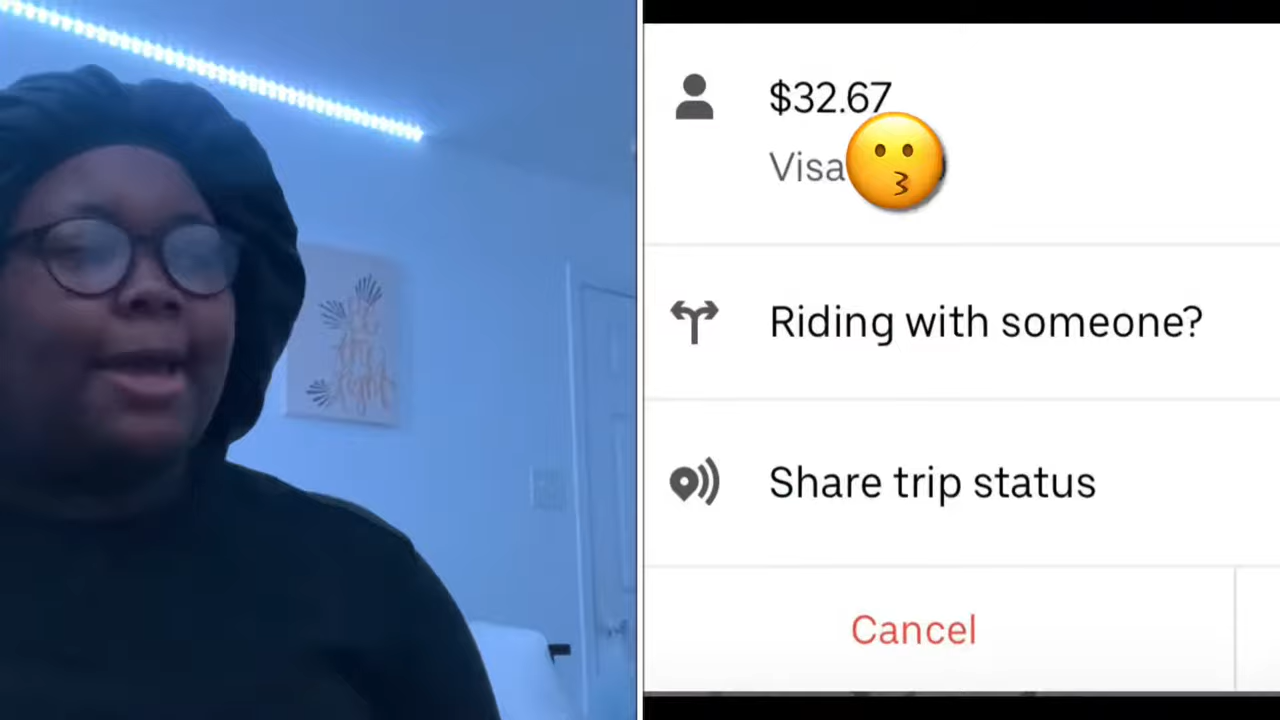 $32.67
Visa
Riding with someone?
Share trip status
Cancel